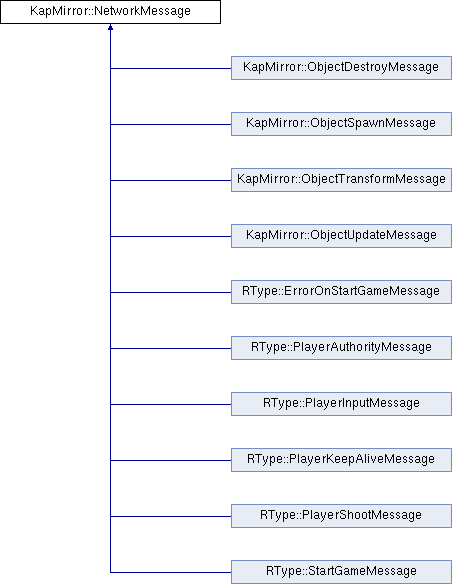 KapMirror::NetworkMessage
KapMirror::ObjectDestroyMessage
KapMirror::ObjectSpawnMessage
KapMirror::ObjectTransformMessage
KapMirror::ObjectUpdateMessage
RType::ErrorOnStartGameMessage
RType::PlayerAuthorityMessage
RType::PlayerInputMessage
RType::PlayerKeepAliveMessage
RType::PlayerShootMessage
RType::StartGameMessage